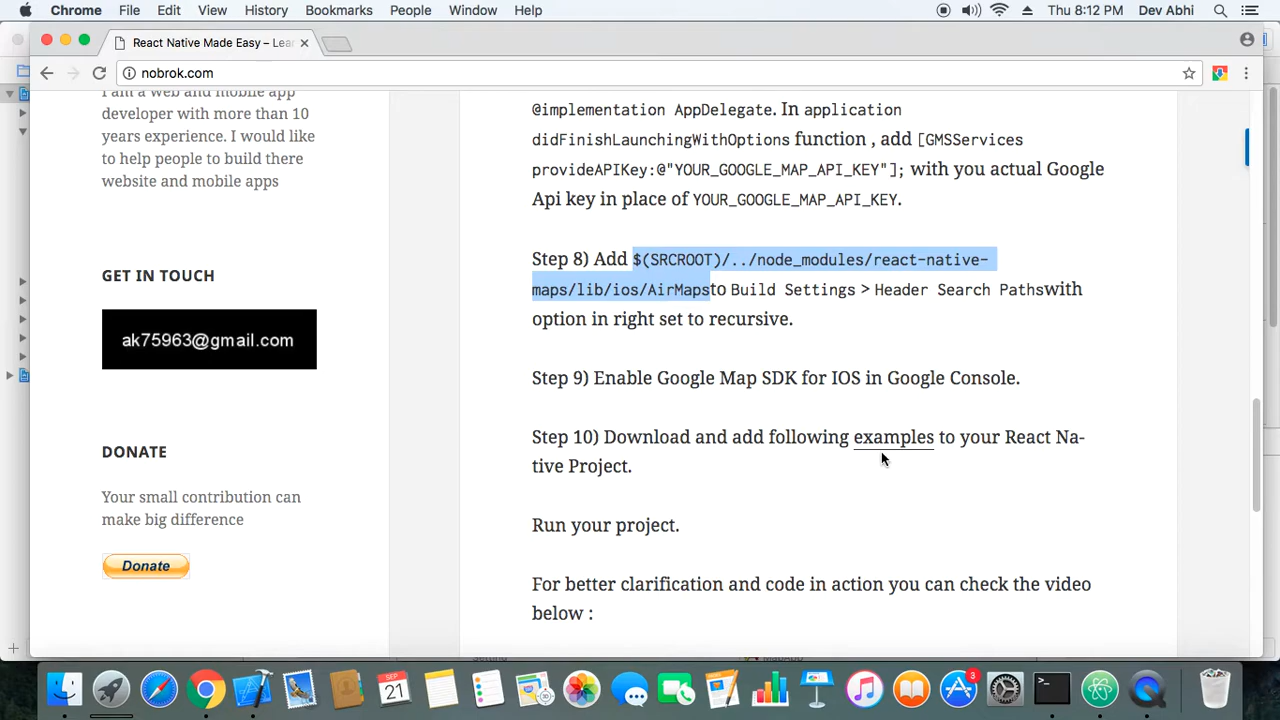 Chrome File Edit View History Bookmarks People Window Help Thu 8:12 PM Dev Abhi
React Native Made Easy – Lea
nobrok.com
I am a web and mobile app
developer with more than 10
years experience. I would like
to help people to build there
website and mobile apps
GET IN TOUCH
ak75963@gmail.com
DONATE
Your small contribution can
make big difference
Donate
@implementation AppDelegate. In application
didFinishLaunchingWithOptions function , add [GMSServices
provideAPIKey:@"YOUR_GOOGLE_MAP_API_KEY"]; with you actual Google
Api key in place of YOUR_GOOGLE_MAP_API_KEY.
Step 8) Add $(SRCROOT)/../node_modules/react-native-
maps/lib/ios/AirMapsto Build Settings > Header Search Pathswith
option in right set to recursive.
Step 9) Enable Google Map SDK for IOS in Google Console.
Step 10) Download and add following examples to your React Na-
tive Project.
Run your project.
For better clarification and code in action you can check the video
below :
SEP
21
3